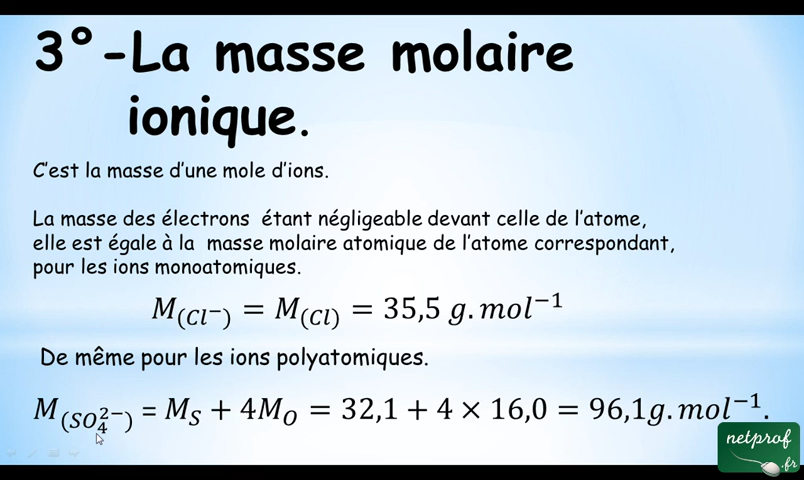 3°-La masse molaire
ionique.
C'est la masse d'une mole d'ions.
La masse des électrons étant négligeable devant celle de l'atome,
elle est égale à la masse molaire atomique de l'atome correspondant,
pour les ions monoatomiques.
M(Cl⁻) = M(Cl) = 35,5 g.mol⁻¹
De même pour les ions polyatomiques.
M(SO₄²⁻) = M_S + 4M_O = 32,1 + 4 × 16,0 = 96,1g.mol⁻¹.
netprof
.fr